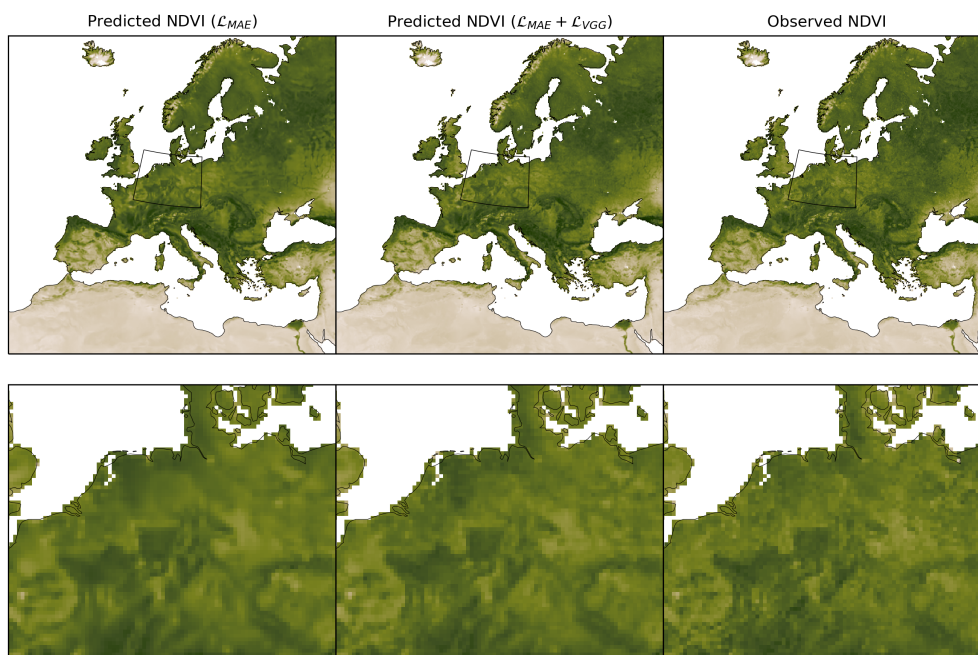 Predicted NDVI (ℒ_MAE)
Predicted NDVI (ℒ_MAE + ℒ_VGG)
Observed NDVI